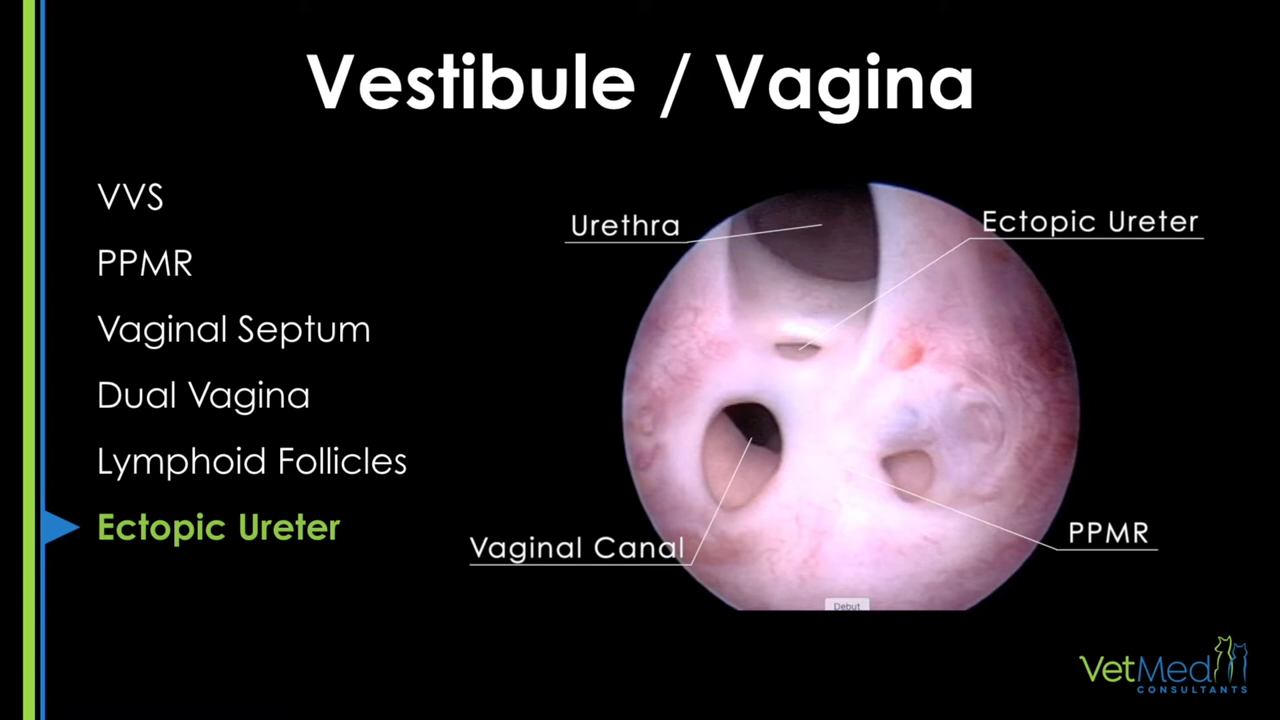 Vestibule / Vagina
VVS
PPMR
Vaginal Septum
Dual Vagina
Lymphoid Follicles
Ectopic Ureter
Urethra
Ectopic Ureter
Vaginal Canal
PPMR
Debut
VetMed
CONSULTANTS